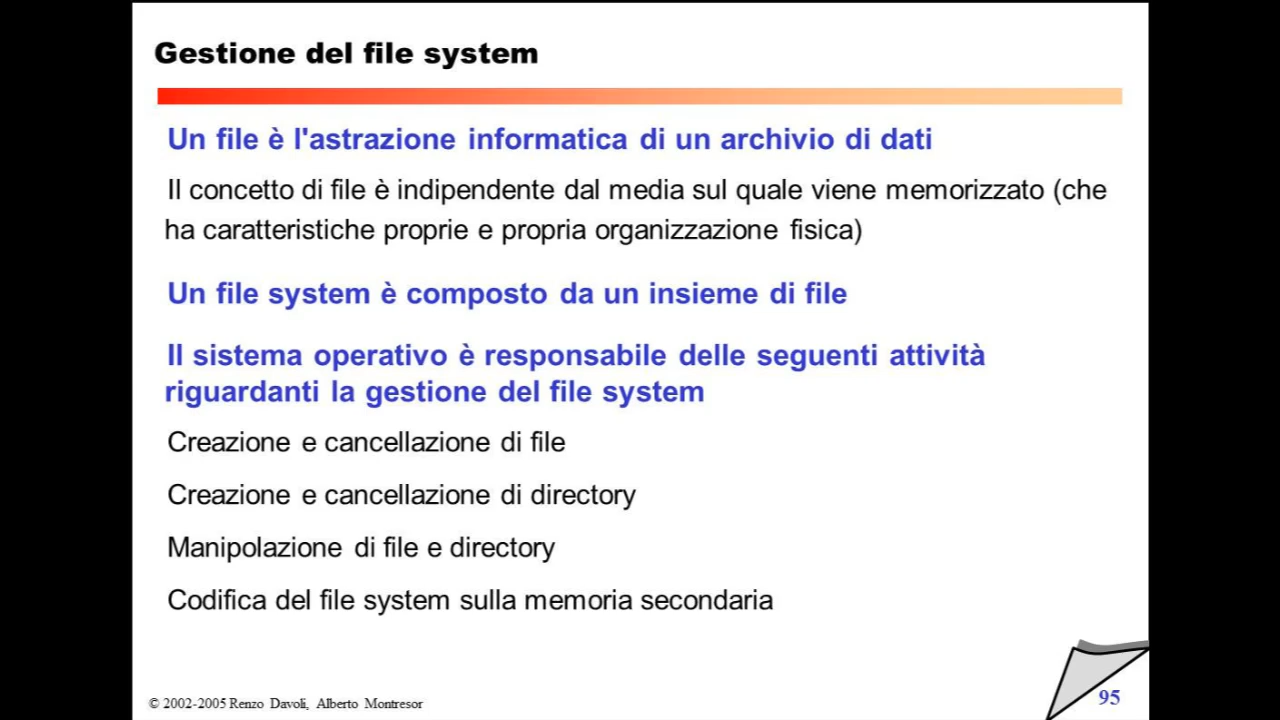 Gestione del file system
Un file è l'astrazione informatica di un archivio di dati
Il concetto di file è indipendente dal media sul quale viene memorizzato (che
ha caratteristiche proprie e propria organizzazione fisica)
Un file system è composto da un insieme di file
Il sistema operativo è responsabile delle seguenti attività
riguardanti la gestione del file system
Creazione e cancellazione di file
Creazione e cancellazione di directory
Manipolazione di file e directory
Codifica del file system sulla memoria secondaria
© 2002-2005 Renzo Davoli, Alberto Montresor
95